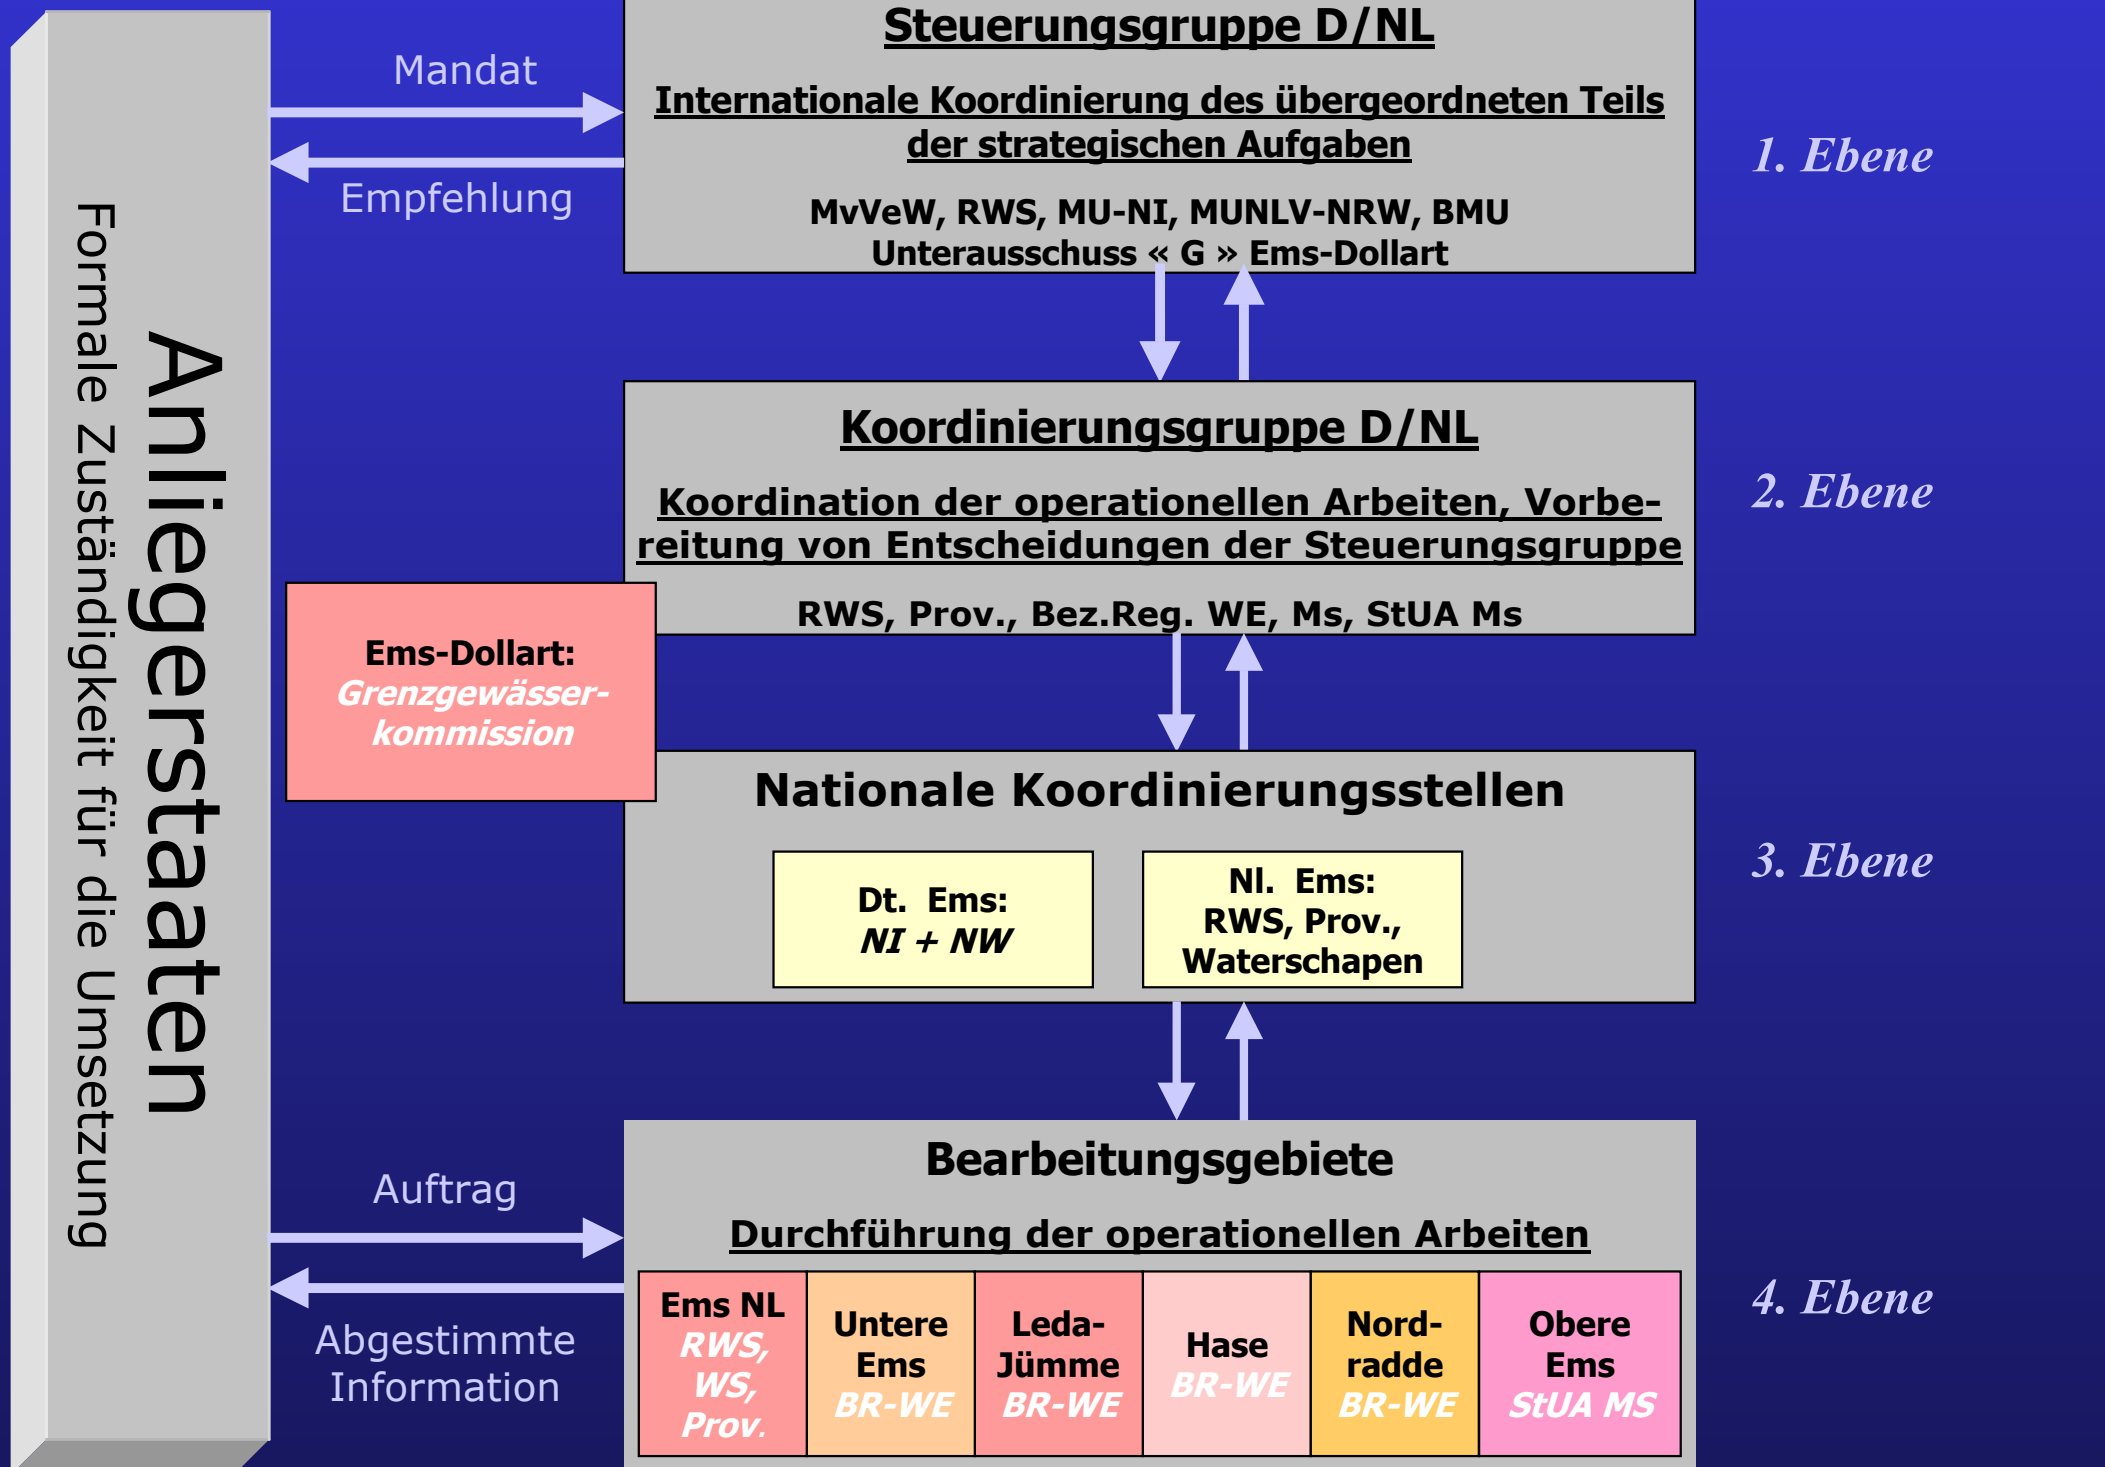 Anliegerstaaten
Formale Zuständigkeit für die Umsetzung
Mandat
Empfehlung
Steuerungsgruppe D/NL
Internationale Koordinierung des übergeordneten Teils
der strategischen Aufgaben
MvVeW, RWS, MU-NI, MUNLV-NRW, BMU
Unterausschuss « G » Ems-Dollart
1. Ebene
Koordinierungsgruppe D/NL
Koordination der operationellen Arbeiten, Vorbe-
reitung von Entscheidungen der Steuerungsgruppe
RWS, Prov., Bez.Reg. WE, Ms, StUA Ms
2. Ebene
Ems-Dollart:
Grenzgewässer-
kommission
Nationale Koordinierungsstellen
Dt. Ems:
NI + NW
Nl. Ems:
RWS, Prov.,
Waterschapen
3. Ebene
Auftrag
Abgestimmte
Information
Bearbeitungsgebiete
Durchführung der operationellen Arbeiten
Ems NL
RWS,
WS,
Prov.
Untere
Ems
BR-WE
Leda-
Jümme
BR-WE
Hase
BR-WE
Nord-
radde
BR-WE
Obere
Ems
StUA MS
4. Ebene